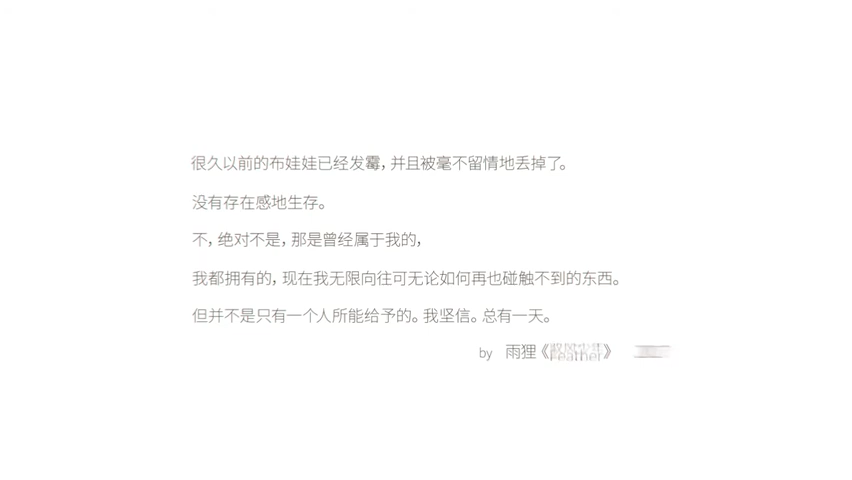 很久以前的布娃娃已经发霉，并且被毫不留情地丢掉了。
没有存在感地生存。
不，绝对不是，那是曾经属于我的，
我都拥有的，现在我无限向往可无论如何再也碰触不到的东西。
但并不是只有一个人所能给予的。我坚信。总有一天。
by 雨狸《Feather》